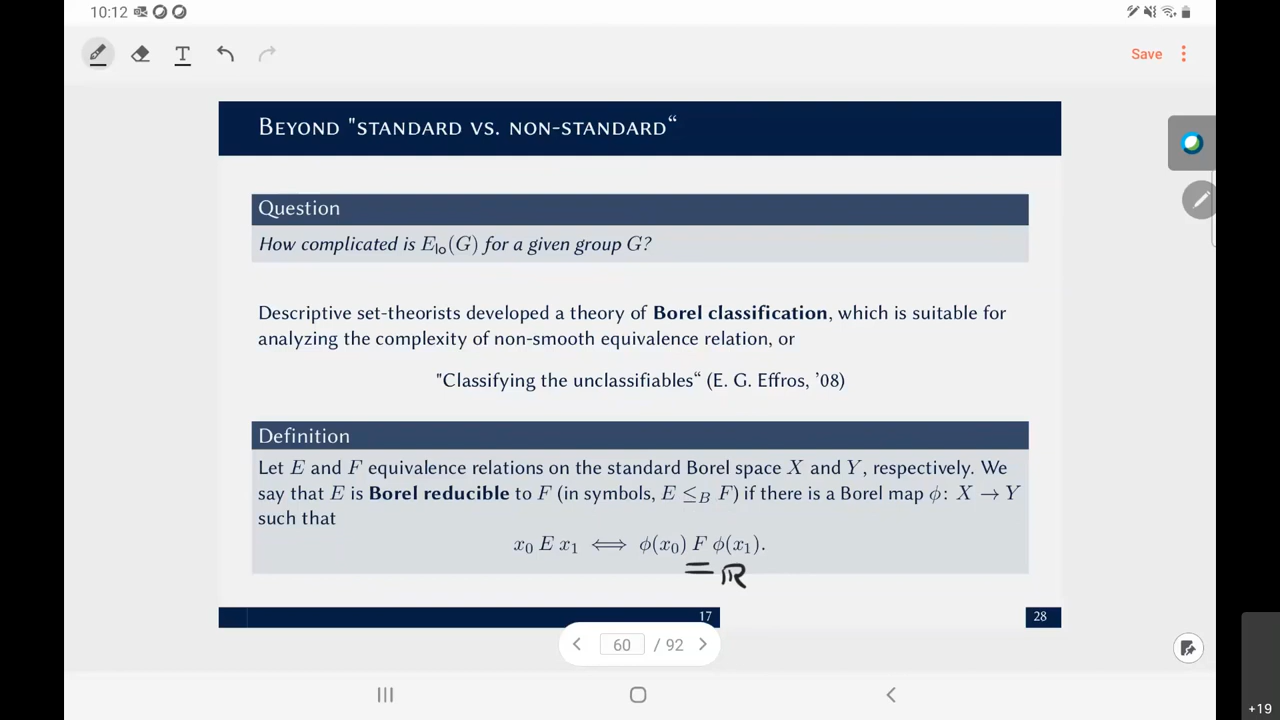 10:12
Save
Beyond "standard vs. non-standard“
Question
How complicated is E_lo(G) for a given group G?
Descriptive set-theorists developed a theory of Borel classification, which is suitable for
analyzing the complexity of non-smooth equivalence relation, or
"Classifying the unclassifiables“ (E. G. Effros, ’08)
Definition
Let E and F equivalence relations on the standard Borel space X and Y, respectively. We
say that E is Borel reducible to F (in symbols, E ≤_B F) if there is a Borel map ϕ: X → Y
such that
x₀ E x₁ ⟺ ϕ(x₀) F ϕ(x₁).
= ℝ
17
28
60 / 92
+19